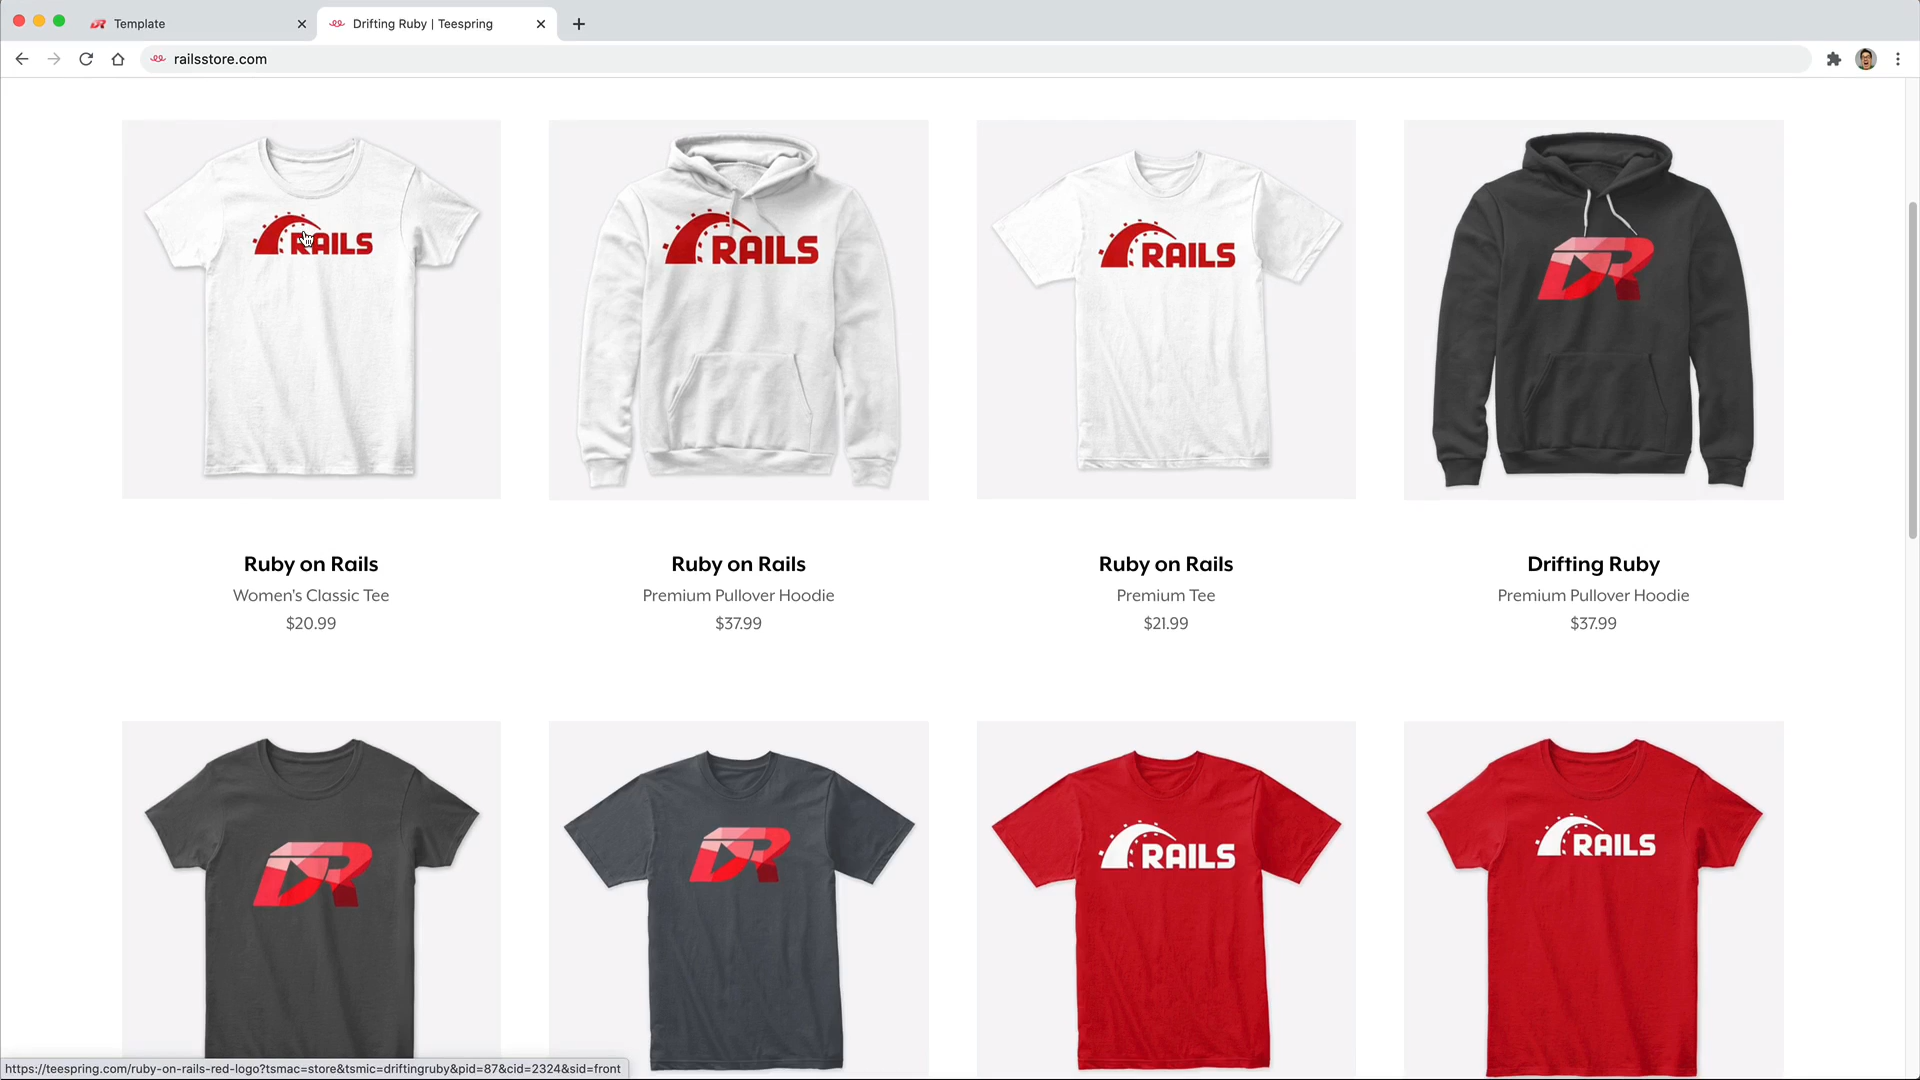 Template
Drifting Ruby | Teespring
railsstore.com
RAILS
RAILS
RAILS
DR
Ruby on Rails
Women's Classic Tee
$20.99
Ruby on Rails
Premium Pullover Hoodie
$37.99
Ruby on Rails
Premium Tee
$21.99
Drifting Ruby
Premium Pullover Hoodie
$37.99
DR
DR
RAILS
RAILS
https://teespring.com/ruby-on-rails-red-logo?tsmac=store&tsmic=driftingruby&pid=87&cid=2324&sid=front